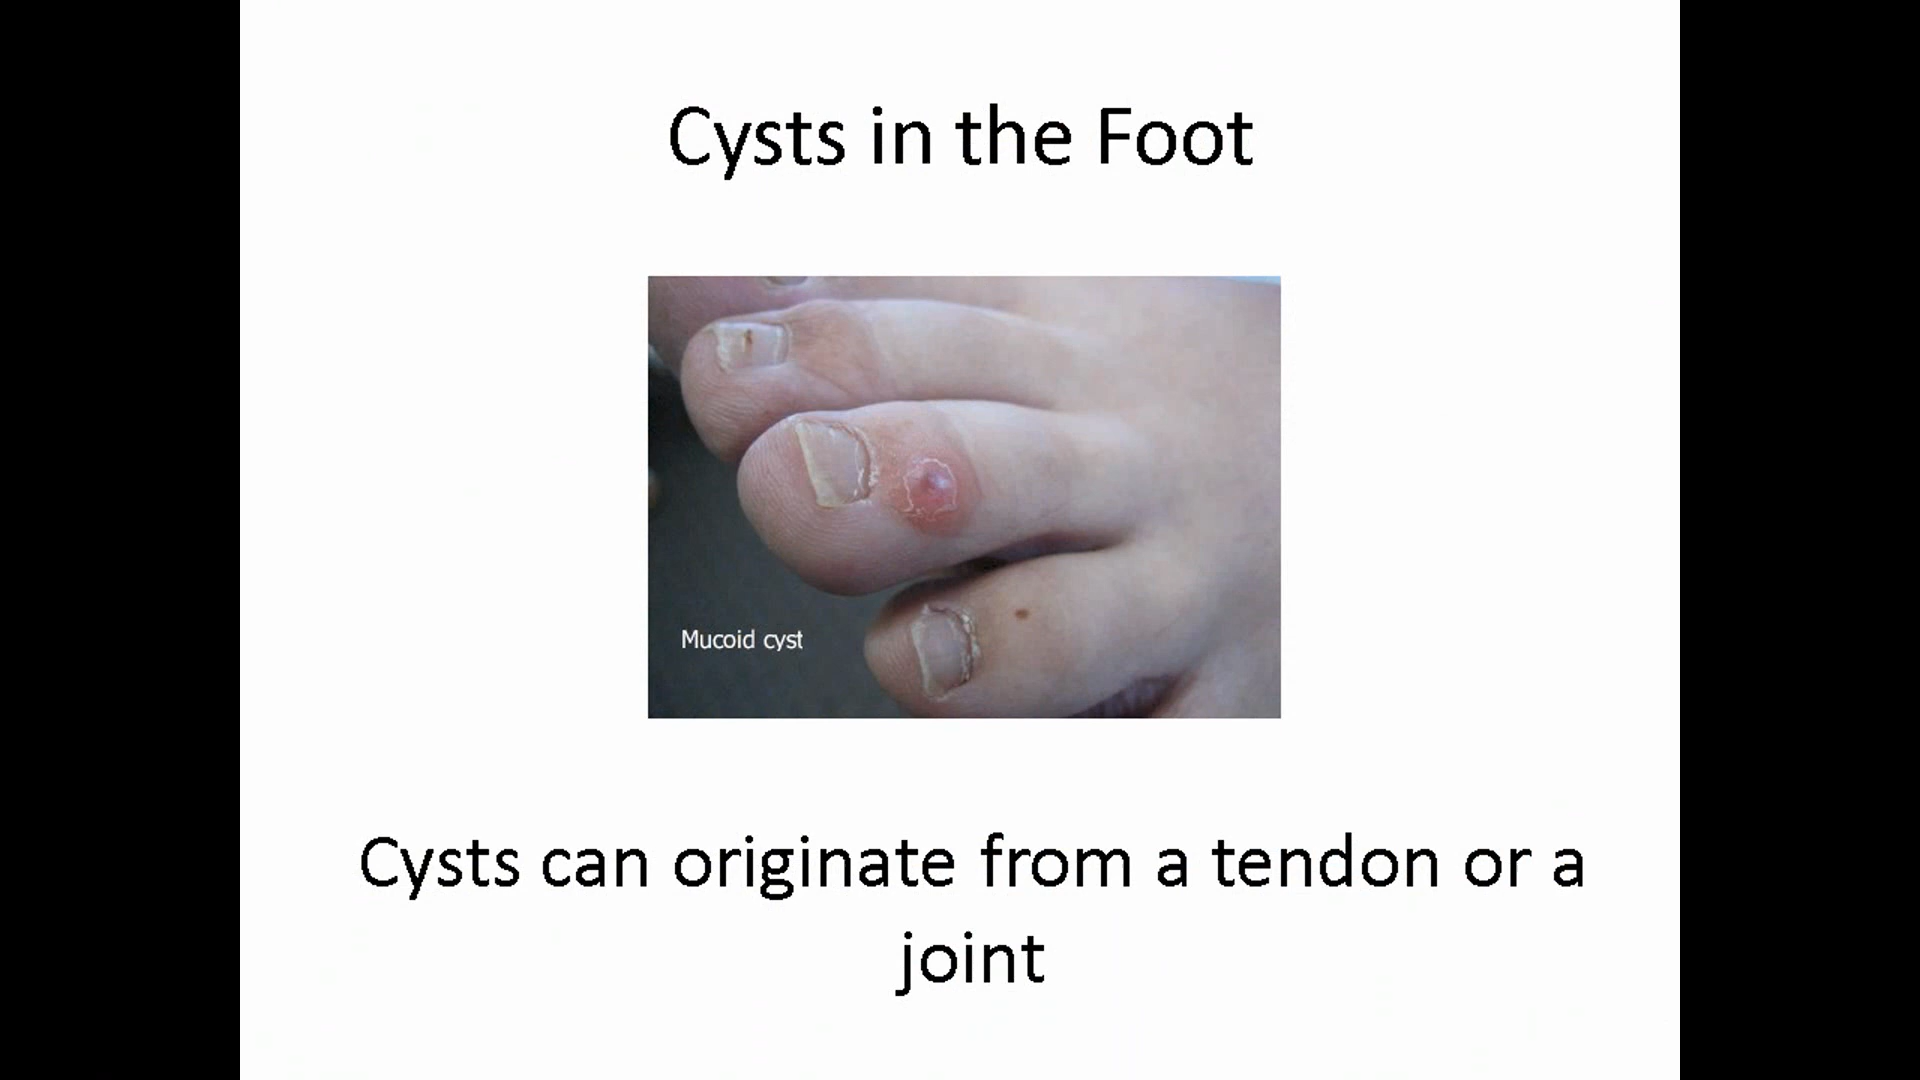 Cysts in the Foot
Mucoid cyst
Cysts can originate from a tendon or a
joint